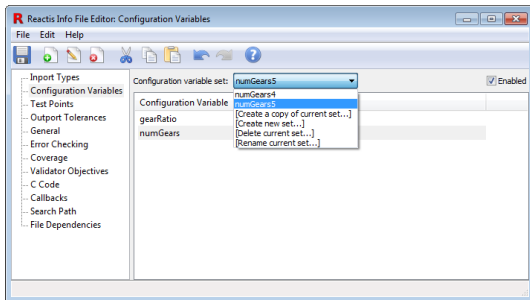 Reactis Info File Editor: Configuration Variables
File Edit Help
Inport Types
Configuration Variables
Test Points
Outport Tolerances
General
Error Checking
Coverage
Validator Objectives
C Code
Callbacks
Search Path
File Dependencies
Configuration variable set: numGears5 Enabled
numGears4
numGears5
[Create a copy of current set...]
[Create new set...]
[Delete current set...]
[Rename current set...]
Configuration Variable
gearRatio
numGears